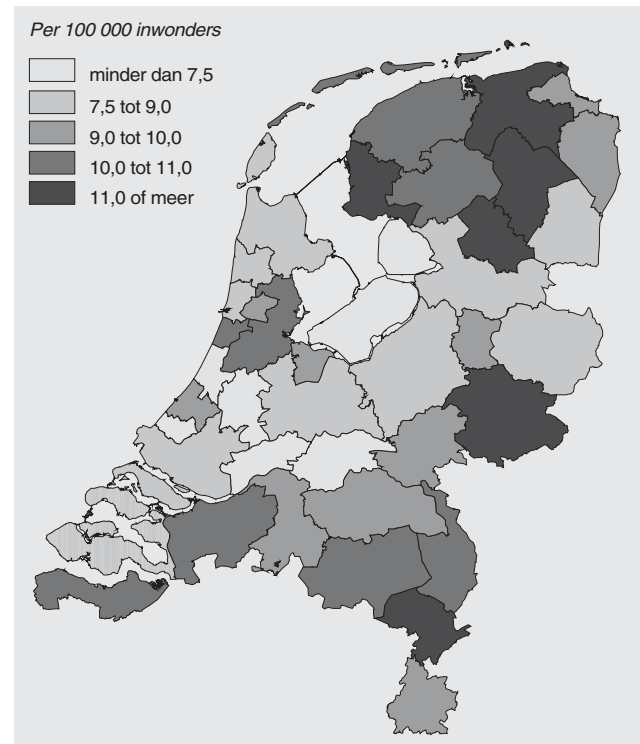 Per 100 000 inwonders
minder dan 7,5
7,5 tot 9,0
9,0 to 10,0
10,0 tot 11,0
11,0 of meer